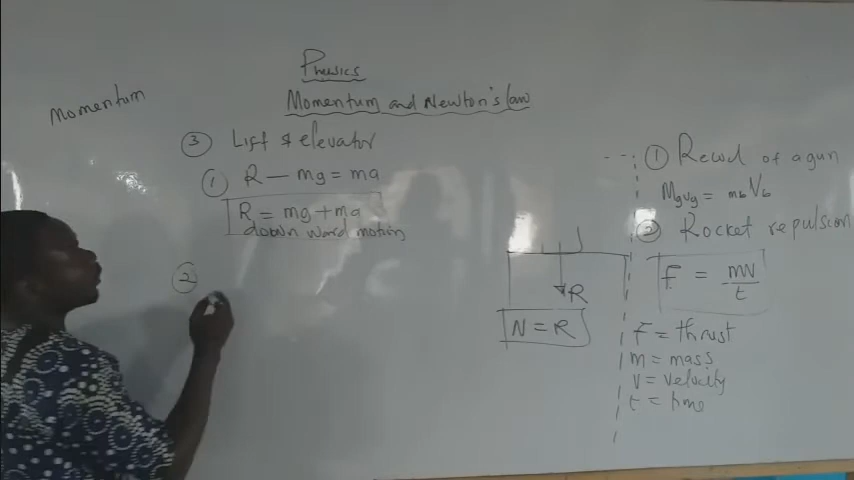 Physics
Momentum and Newton's law
Momentum
③ Lift & elevator
① R — mg = ma
R = mg + ma
down ward motion
②
R
N = R
① Recoil of a gun
Mgvg = mbVb
② Rocket repulsion
F = mv/t
F = thrust
m = mass
v = velocity
t = time